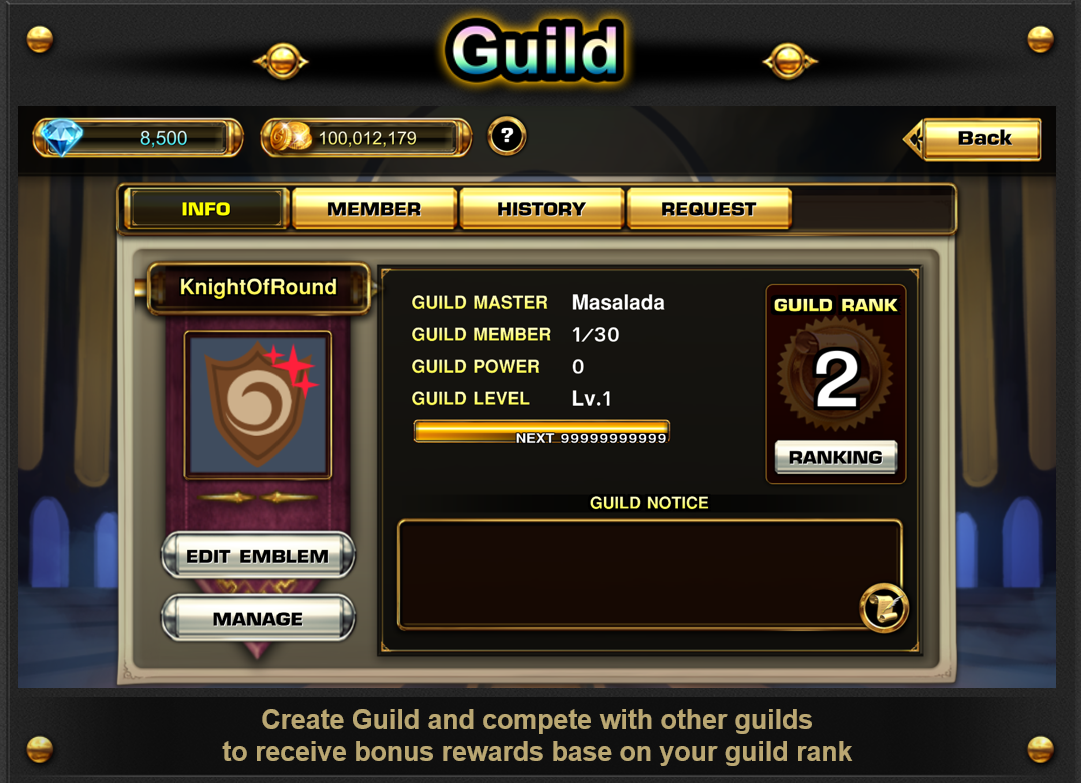 Guild
8,500
100,012,179
?
Back
INFO
MEMBER
HISTORY
REQUEST
KnightOfRound
GUILD MASTER Masalada
GUILD MEMBER 1/30
GUILD POWER 0
GUILD LEVEL Lv.1
NEXT 99999999999
GUILD RANK
2
RANKING
GUILD NOTICE
EDIT EMBLEM
MANAGE
Create Guild and compete with other guilds
to receive bonus rewards base on your guild rank